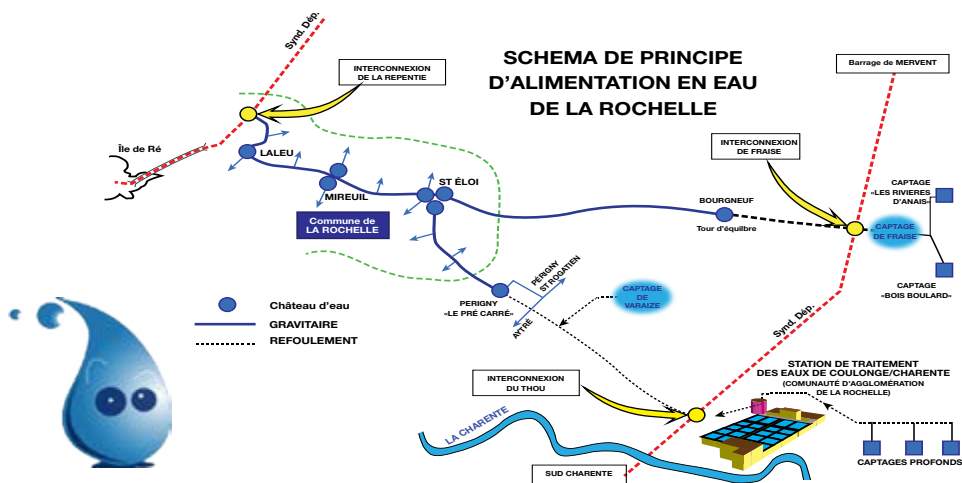 SCHEMA DE PRINCIPE
D'ALIMENTATION EN EAU
DE LA ROCHELLE
Synd. Dép.
INTERCONNEXION
DE LA REPENTIE
Barrage de MERVENT
Île de Ré
LALEU
MIREUIL
ST ÉLOI
Commune de
LA ROCHELLE
INTERCONNEXION
DE FRAISE
BOURGNEUF
Tour d'équilbre
CAPTAGE
«LES RIVIERES
D'ANAIS»
CAPTAGE
DE FRAISE
CAPTAGE
«BOIS BOULARD»
PERIGNY
«LE PRÉ CARRÉ»
PÉRIGNY
ST ROGATIEN
AYTRÉ
CAPTAGE
DE
VARAIZE
Synd. Dép.
Château d'eau
GRAVITAIRE
REFOULEMENT
INTERCONNEXION
DU THOU
STATION DE TRAITEMENT
DES EAUX DE COULONGE/CHARENTE
(COMUNAUTÉ D'AGGLOMÉRATION
DE LA ROCHELLE)
LA CHARENTE
SUD CHARENTE
CAPTAGES PROFONDS